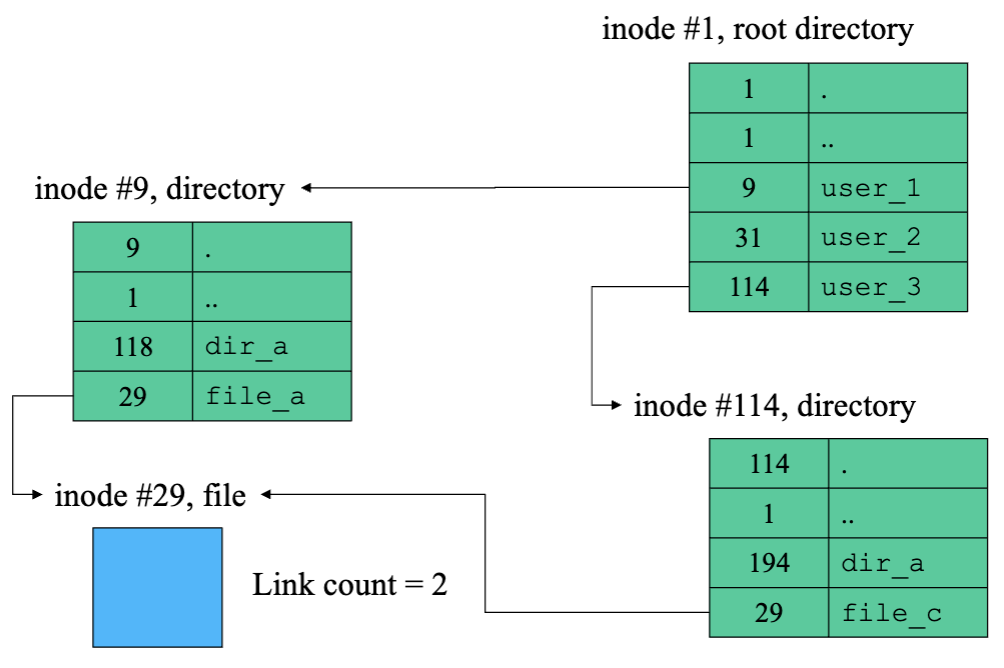 inode #1, root directory
1 .
1 ..
9 user_1
31 user_2
114 user_3
inode #9, directory
9 .
1 ..
118 dir_a
29 file_a
inode #114, directory
114 .
1 ..
194 dir_a
29 file_c
inode #29, file
Link count = 2